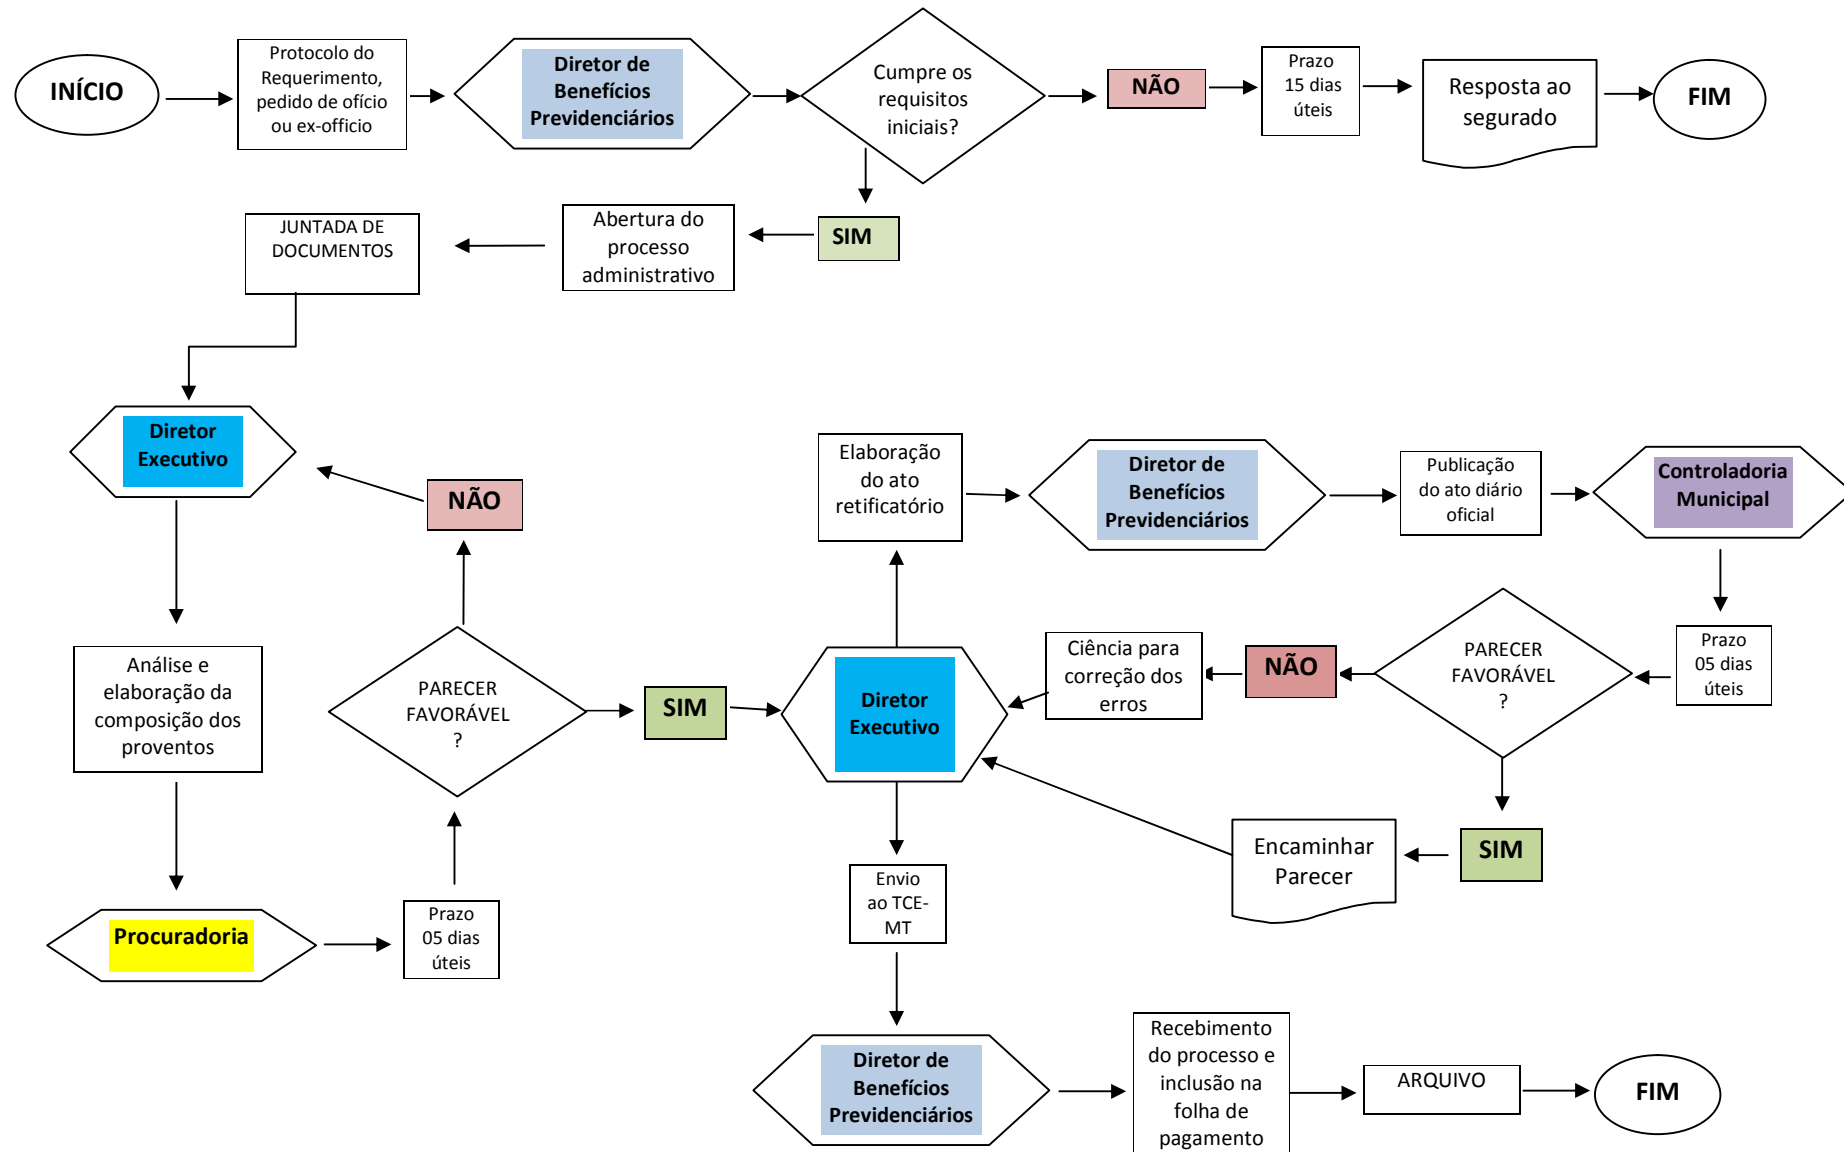 INÍCIO
Protocolo do
Requerimento,
pedido de ofício
ou ex-officio
Diretor de
Benefícios
Previdenciários
Cumpre os
requisitos
iniciais?
NÃO
Prazo
15 dias
úteis
Resposta ao
segurado
FIM
SIM
Abertura do
processo
administrativo
JUNTADA DE
DOCUMENTOS
Diretor
Executivo
Análise e
elaboração da
composição dos
proventos
Procuradoria
Prazo
05 dias
úteis
PARECER
FAVORÁVEL
?
NÃO
SIM
Diretor
Executivo
Elaboração
do ato
retificatório
Diretor de
Benefícios
Previdenciários
Publicação
do ato diário
oficial
Controladoria
Municipal
Prazo
05 dias
úteis
PARECER
FAVORÁVEL
?
NÃO
Ciência para
correção dos
erros
SIM
Encaminhar
Parecer
Envio
ao TCE-
MT
Diretor de
Benefícios
Previdenciários
Recebimento
do processo e
inclusão na
folha de
pagamento
ARQUIVO
FIM